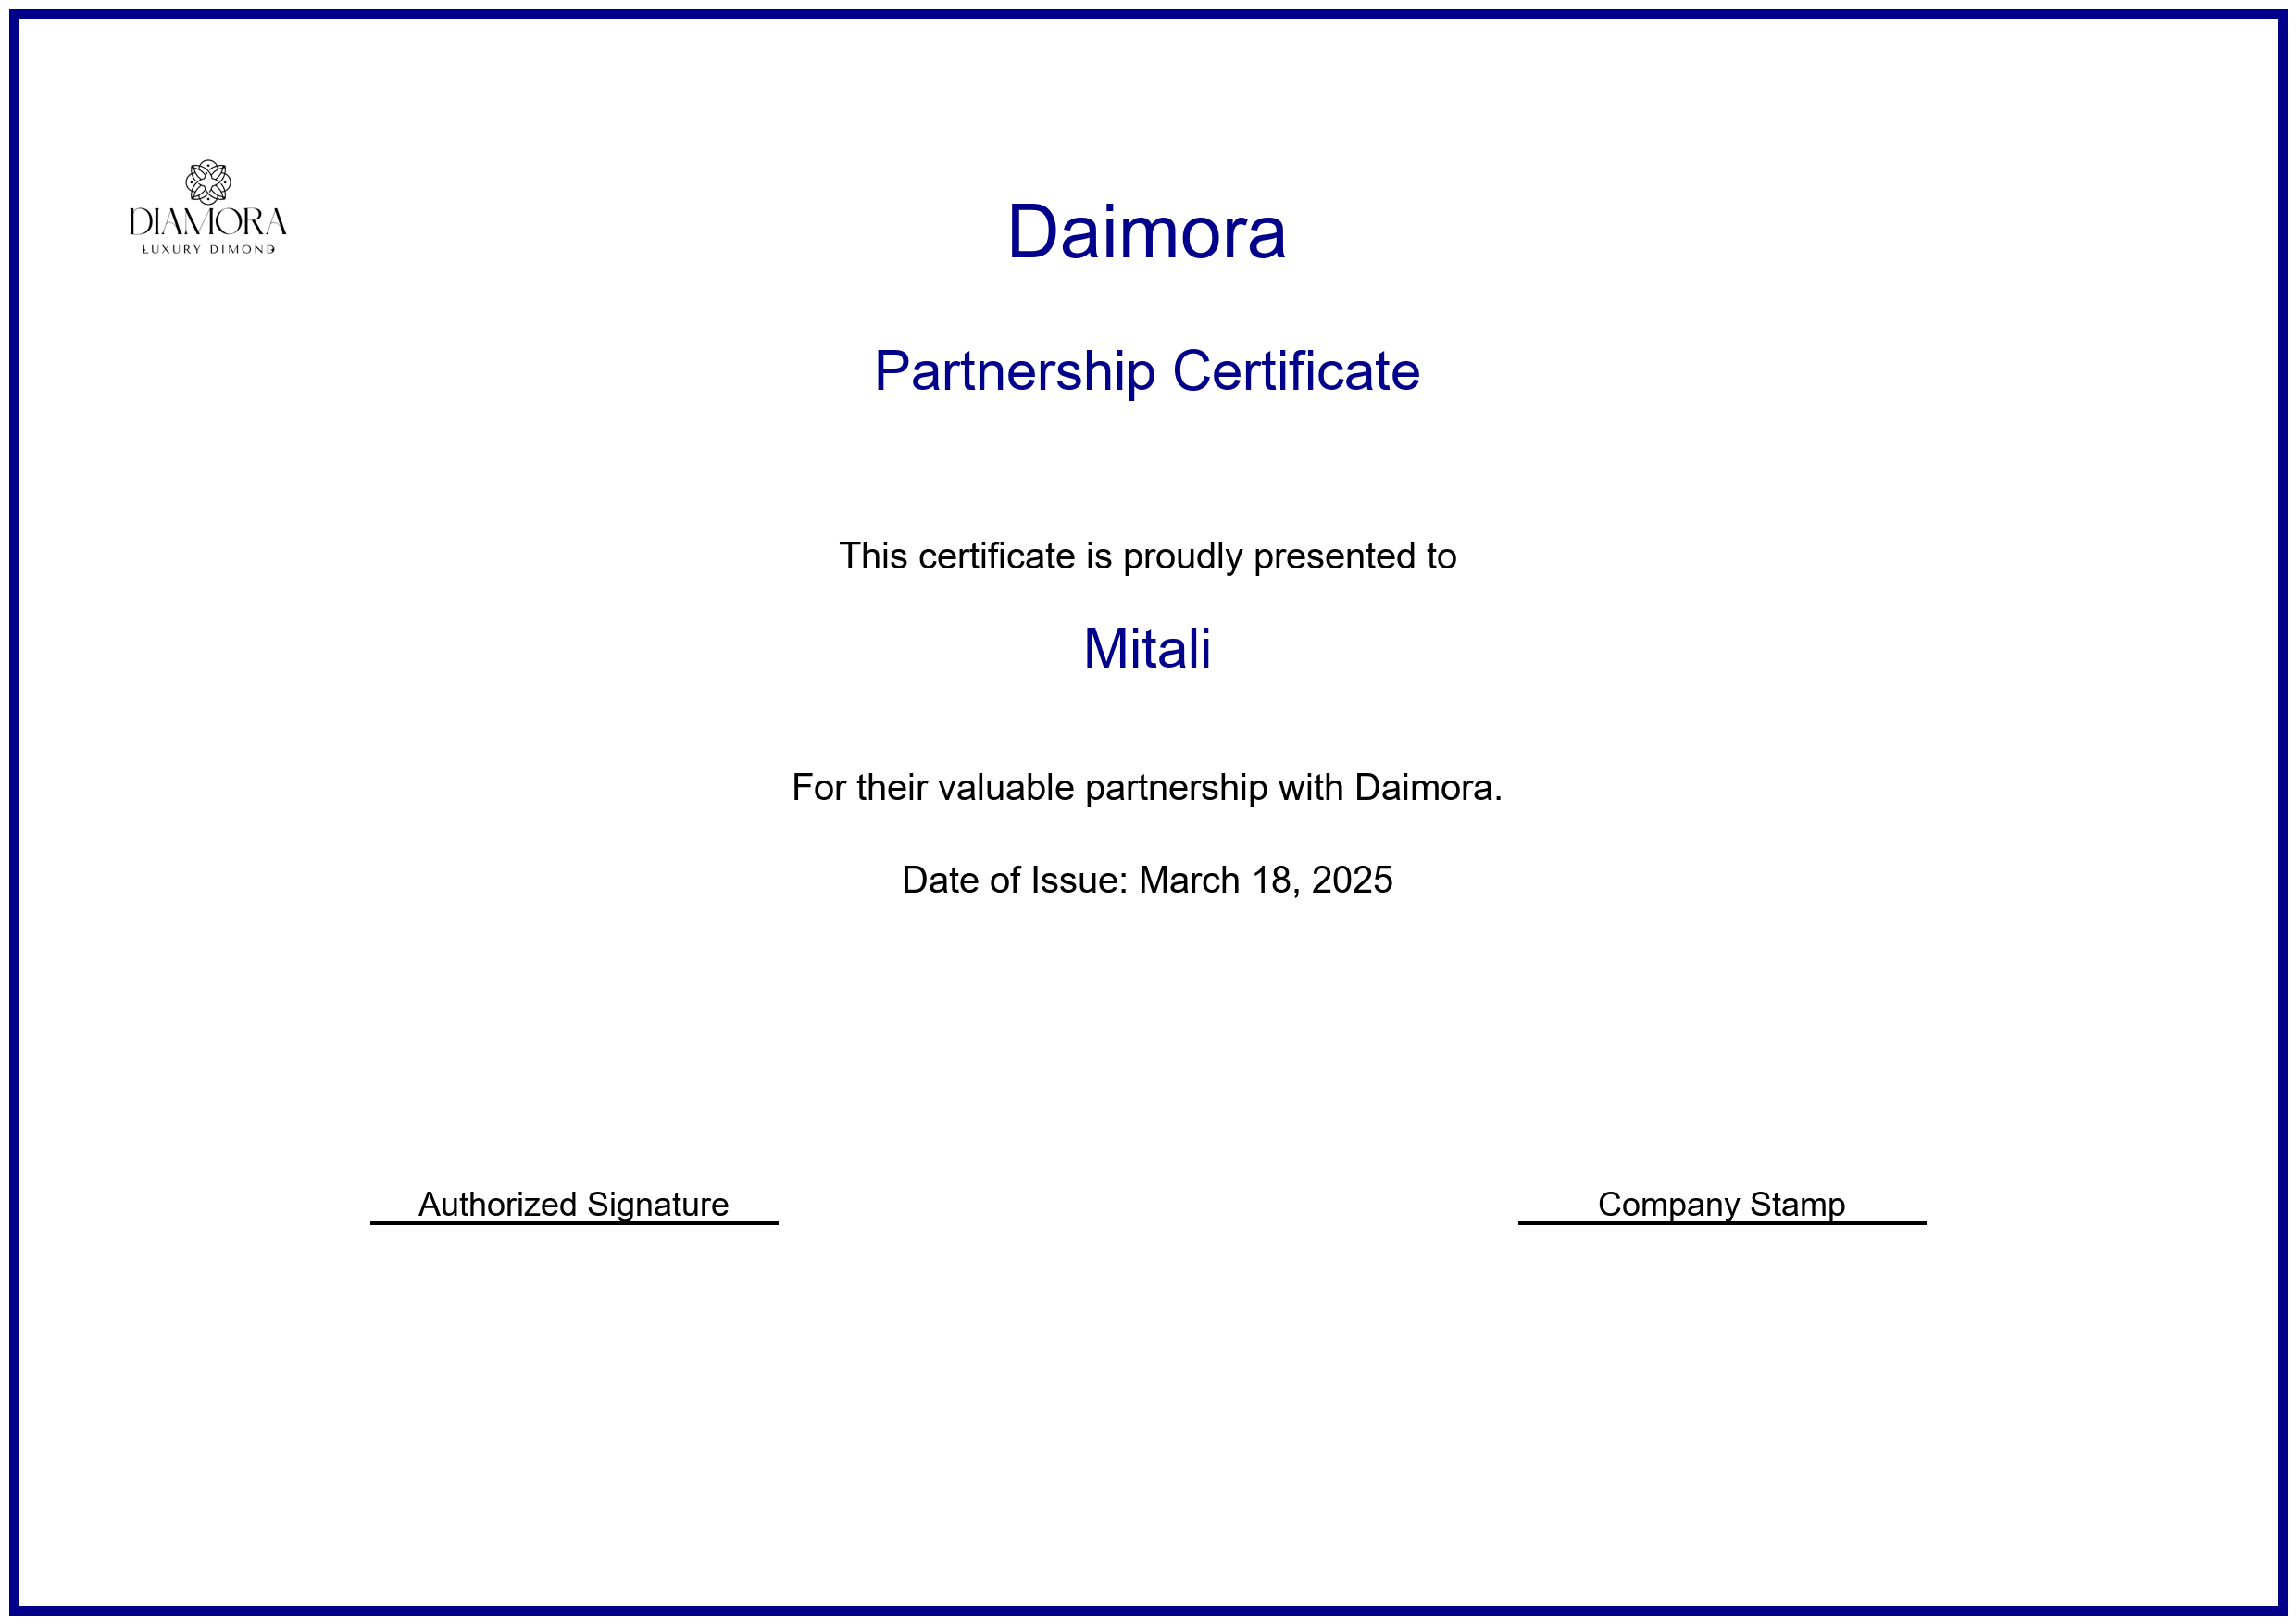 DIAMORA
LUXURY DIMOND
Daimora
Partnership Certificate
This certificate is proudly presented to
Mitali
For their valuable partnership with Daimora.
Date of Issue: March 18, 2025
Authorized Signature
Company Stamp